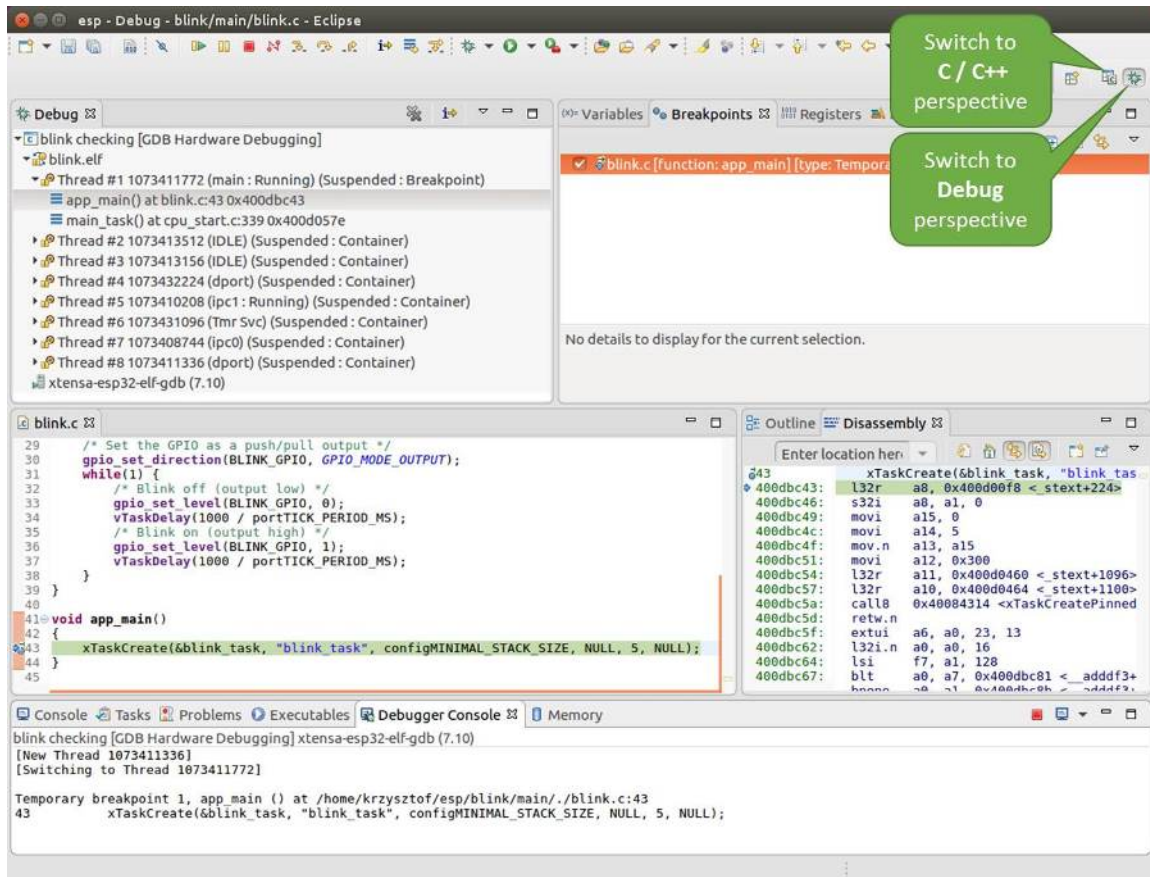 esp - Debug - blink/main/blink.c - Eclipse
Switch to
C / C++
perspective
Debug
blink checking [GDB Hardware Debugging]
blink.elf
Thread #1 1073411772 (main : Running) (Suspended : Breakpoint)
app_main() at blink.c:43 0x400dbc43
main_task() at cpu_start.c:339 0x400d057e
Thread #2 1073413512 (IDLE) (Suspended : Container)
Thread #3 1073413156 (IDLE) (Suspended : Container)
Thread #4 1073432224 (dport) (Suspended : Container)
Thread #5 1073410208 (ipc1 : Running) (Suspended : Container)
Thread #6 1073431096 (Tmr Svc) (Suspended : Container)
Thread #7 1073408744 (ipc0) (Suspended : Container)
Thread #8 1073411336 (dport) (Suspended : Container)
xtensa-esp32-elf-gdb (7.10)
(x)= Variables Breakpoints Registers
blink.c [function: app_main] [type: Tempora
Switch to
Debug
perspective
No details to display for the current selection.
blink.c
29 /* Set the GPIO as a push/pull output */
30 gpio_set_direction(BLINK_GPIO, GPIO_MODE_OUTPUT);
31 while(1) {
32 /* Blink off (output low) */
33 gpio_set_level(BLINK_GPIO, 0);
34 vTaskDelay(1000 / portTICK_PERIOD_MS);
35 /* Blink on (output high) */
36 gpio_set_level(BLINK_GPIO, 1);
37 vTaskDelay(1000 / portTICK_PERIOD_MS);
38 }
39 }
40
41 void app_main()
42 {
43 xTaskCreate(&blink_task, "blink_task", configMINIMAL_STACK_SIZE, NULL, 5, NULL);
44 }
45
Outline Disassembly
Enter location her
43 xTaskCreate(&blink_task, "blink_tas
400dbc43: l32r a8, 0x400d00f8 <_stext+224>
400dbc46: s32i a8, a1, 0
400dbc49: movi a15, 0
400dbc4c: movi a14, 5
400dbc4f: mov.n a13, a15
400dbc51: movi a12, 0x300
400dbc54: l32r a11, 0x400d0460 <_stext+1096>
400dbc57: l32r a10, 0x400d0464 <_stext+1100>
400dbc5a: call8 0x40084314 <xTaskCreatePinned
400dbc5d: retw.n
400dbc5f: extui a6, a0, 23, 13
400dbc62: l32i.n a0, a0, 16
400dbc64: lsi f7, a1, 128
400dbc67: blt a0, a7, 0x400dbc81 <__adddf3+
Console Tasks Problems Executables Debugger Console Memory
blink checking [GDB Hardware Debugging] xtensa-esp32-elf-gdb (7.10)
[New Thread 1073411336]
[Switching to Thread 1073411772]
Temporary breakpoint 1, app_main () at /home/krzysztof/esp/blink/main/./blink.c:43
43 xTaskCreate(&blink_task, "blink_task", configMINIMAL_STACK_SIZE, NULL, 5, NULL);